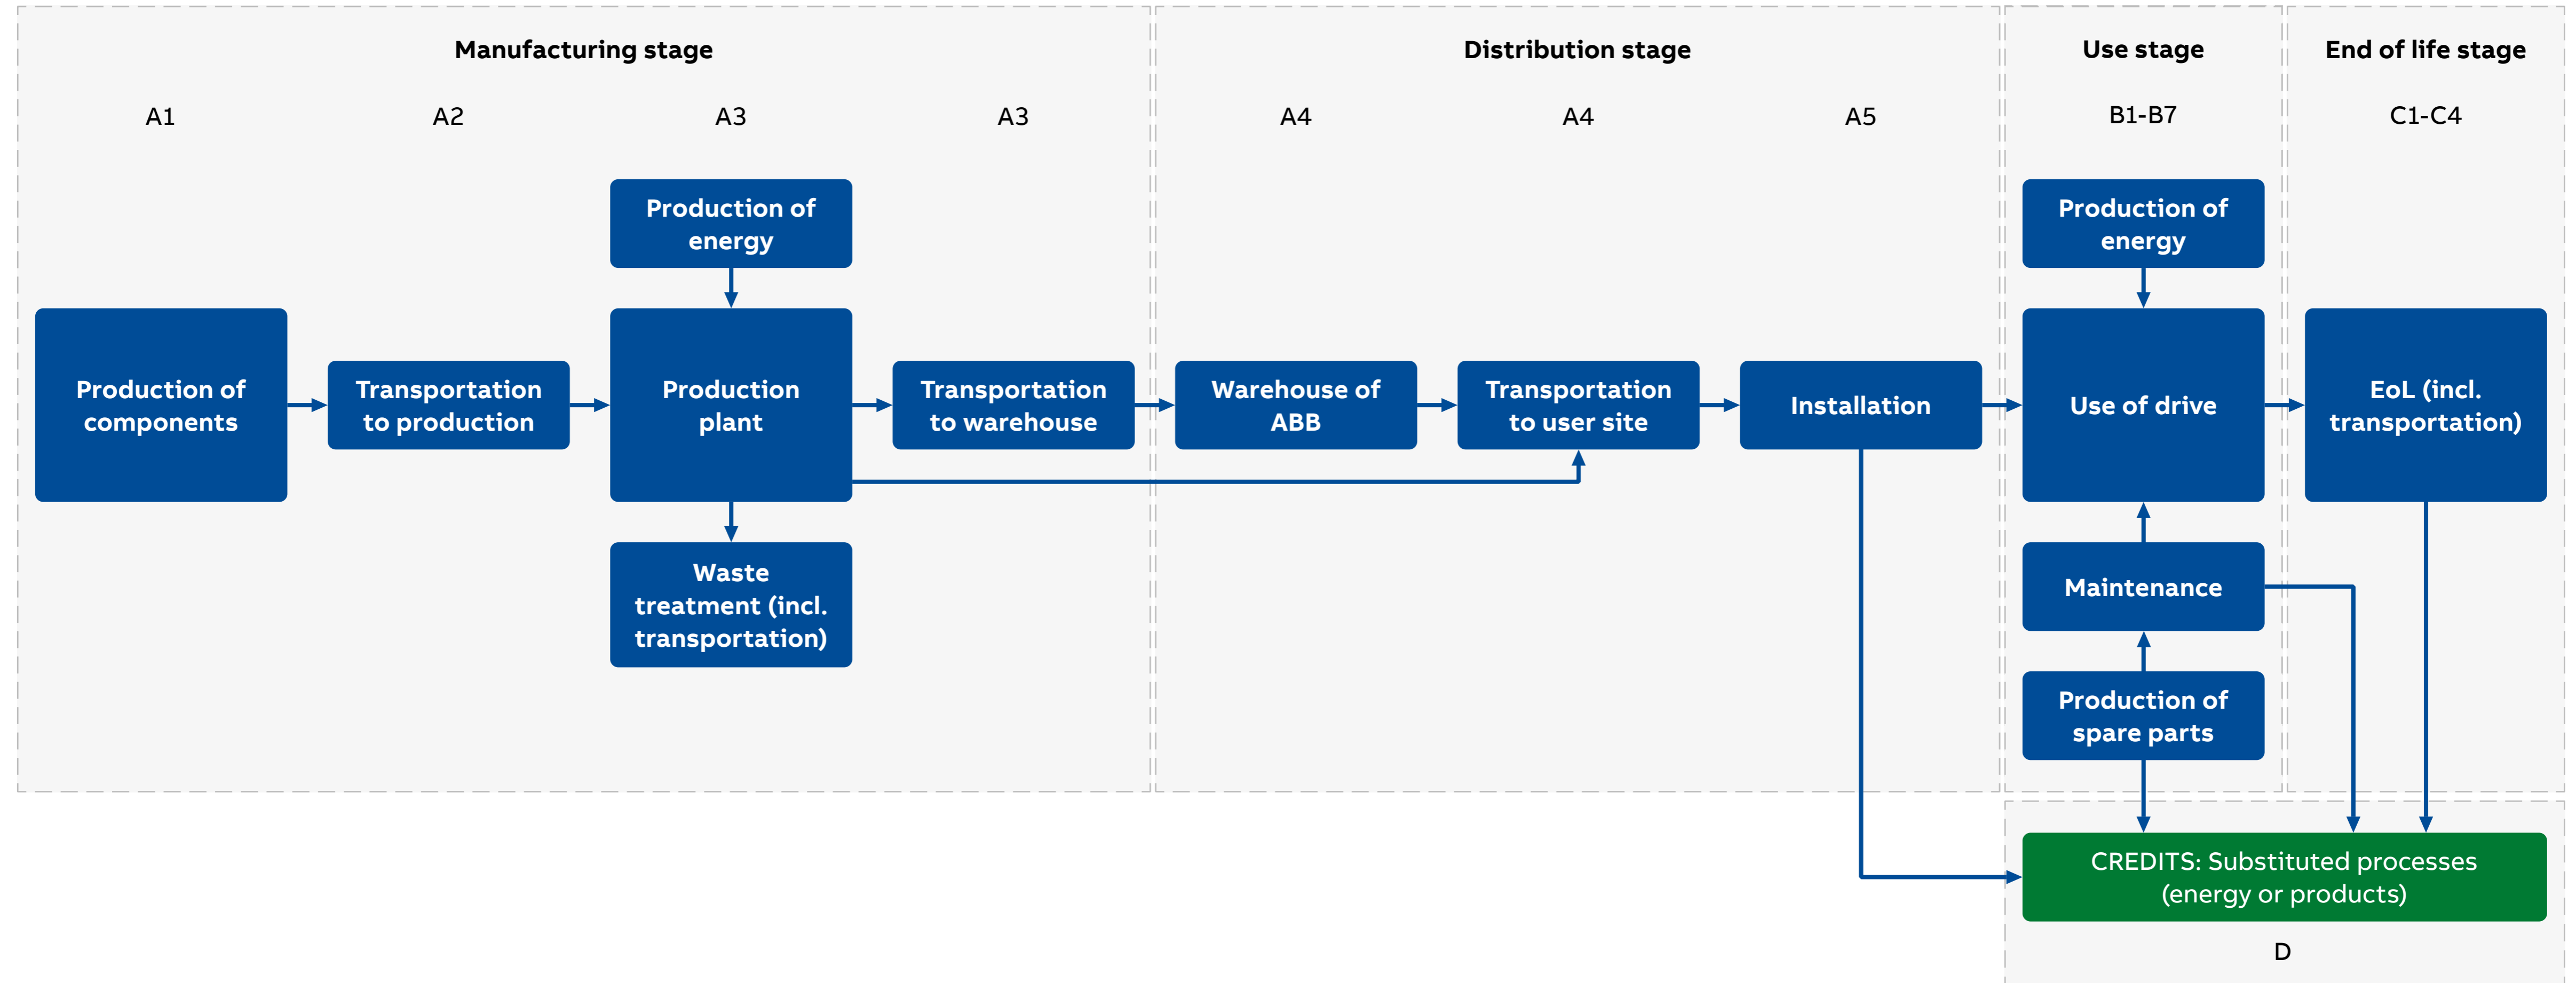 Manufacturing stage
Distribution stage
Use stage
End of life stage
A1
A2
A3
A3
A4
A4
A5
B1-B7
C1-C4
Production of
energy
Production of
energy
Production of
components
Transportation
to production
Production
plant
Transportation
to warehouse
Warehouse of
ABB
Transportation
to user site
Installation
Use of drive
EoL (incl.
transportation)
Waste
treatment (incl.
transportation)
Maintenance
Production of
spare parts
CREDITS: Substituted processes
(energy or products)
D